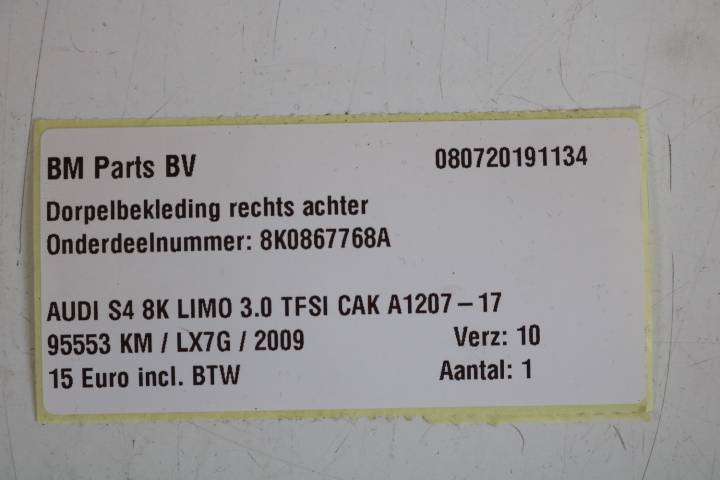 BM Parts BV 080720191134
Dorpelbekleding rechts achter
Onderdeelnummer: 8K0867768A
AUDI S4 8K LIMO 3.0 TFSI CAK A1207 – 17
95553 KM / LX7G / 2009 Verz: 10
15 Euro incl. BTW Aantal: 1